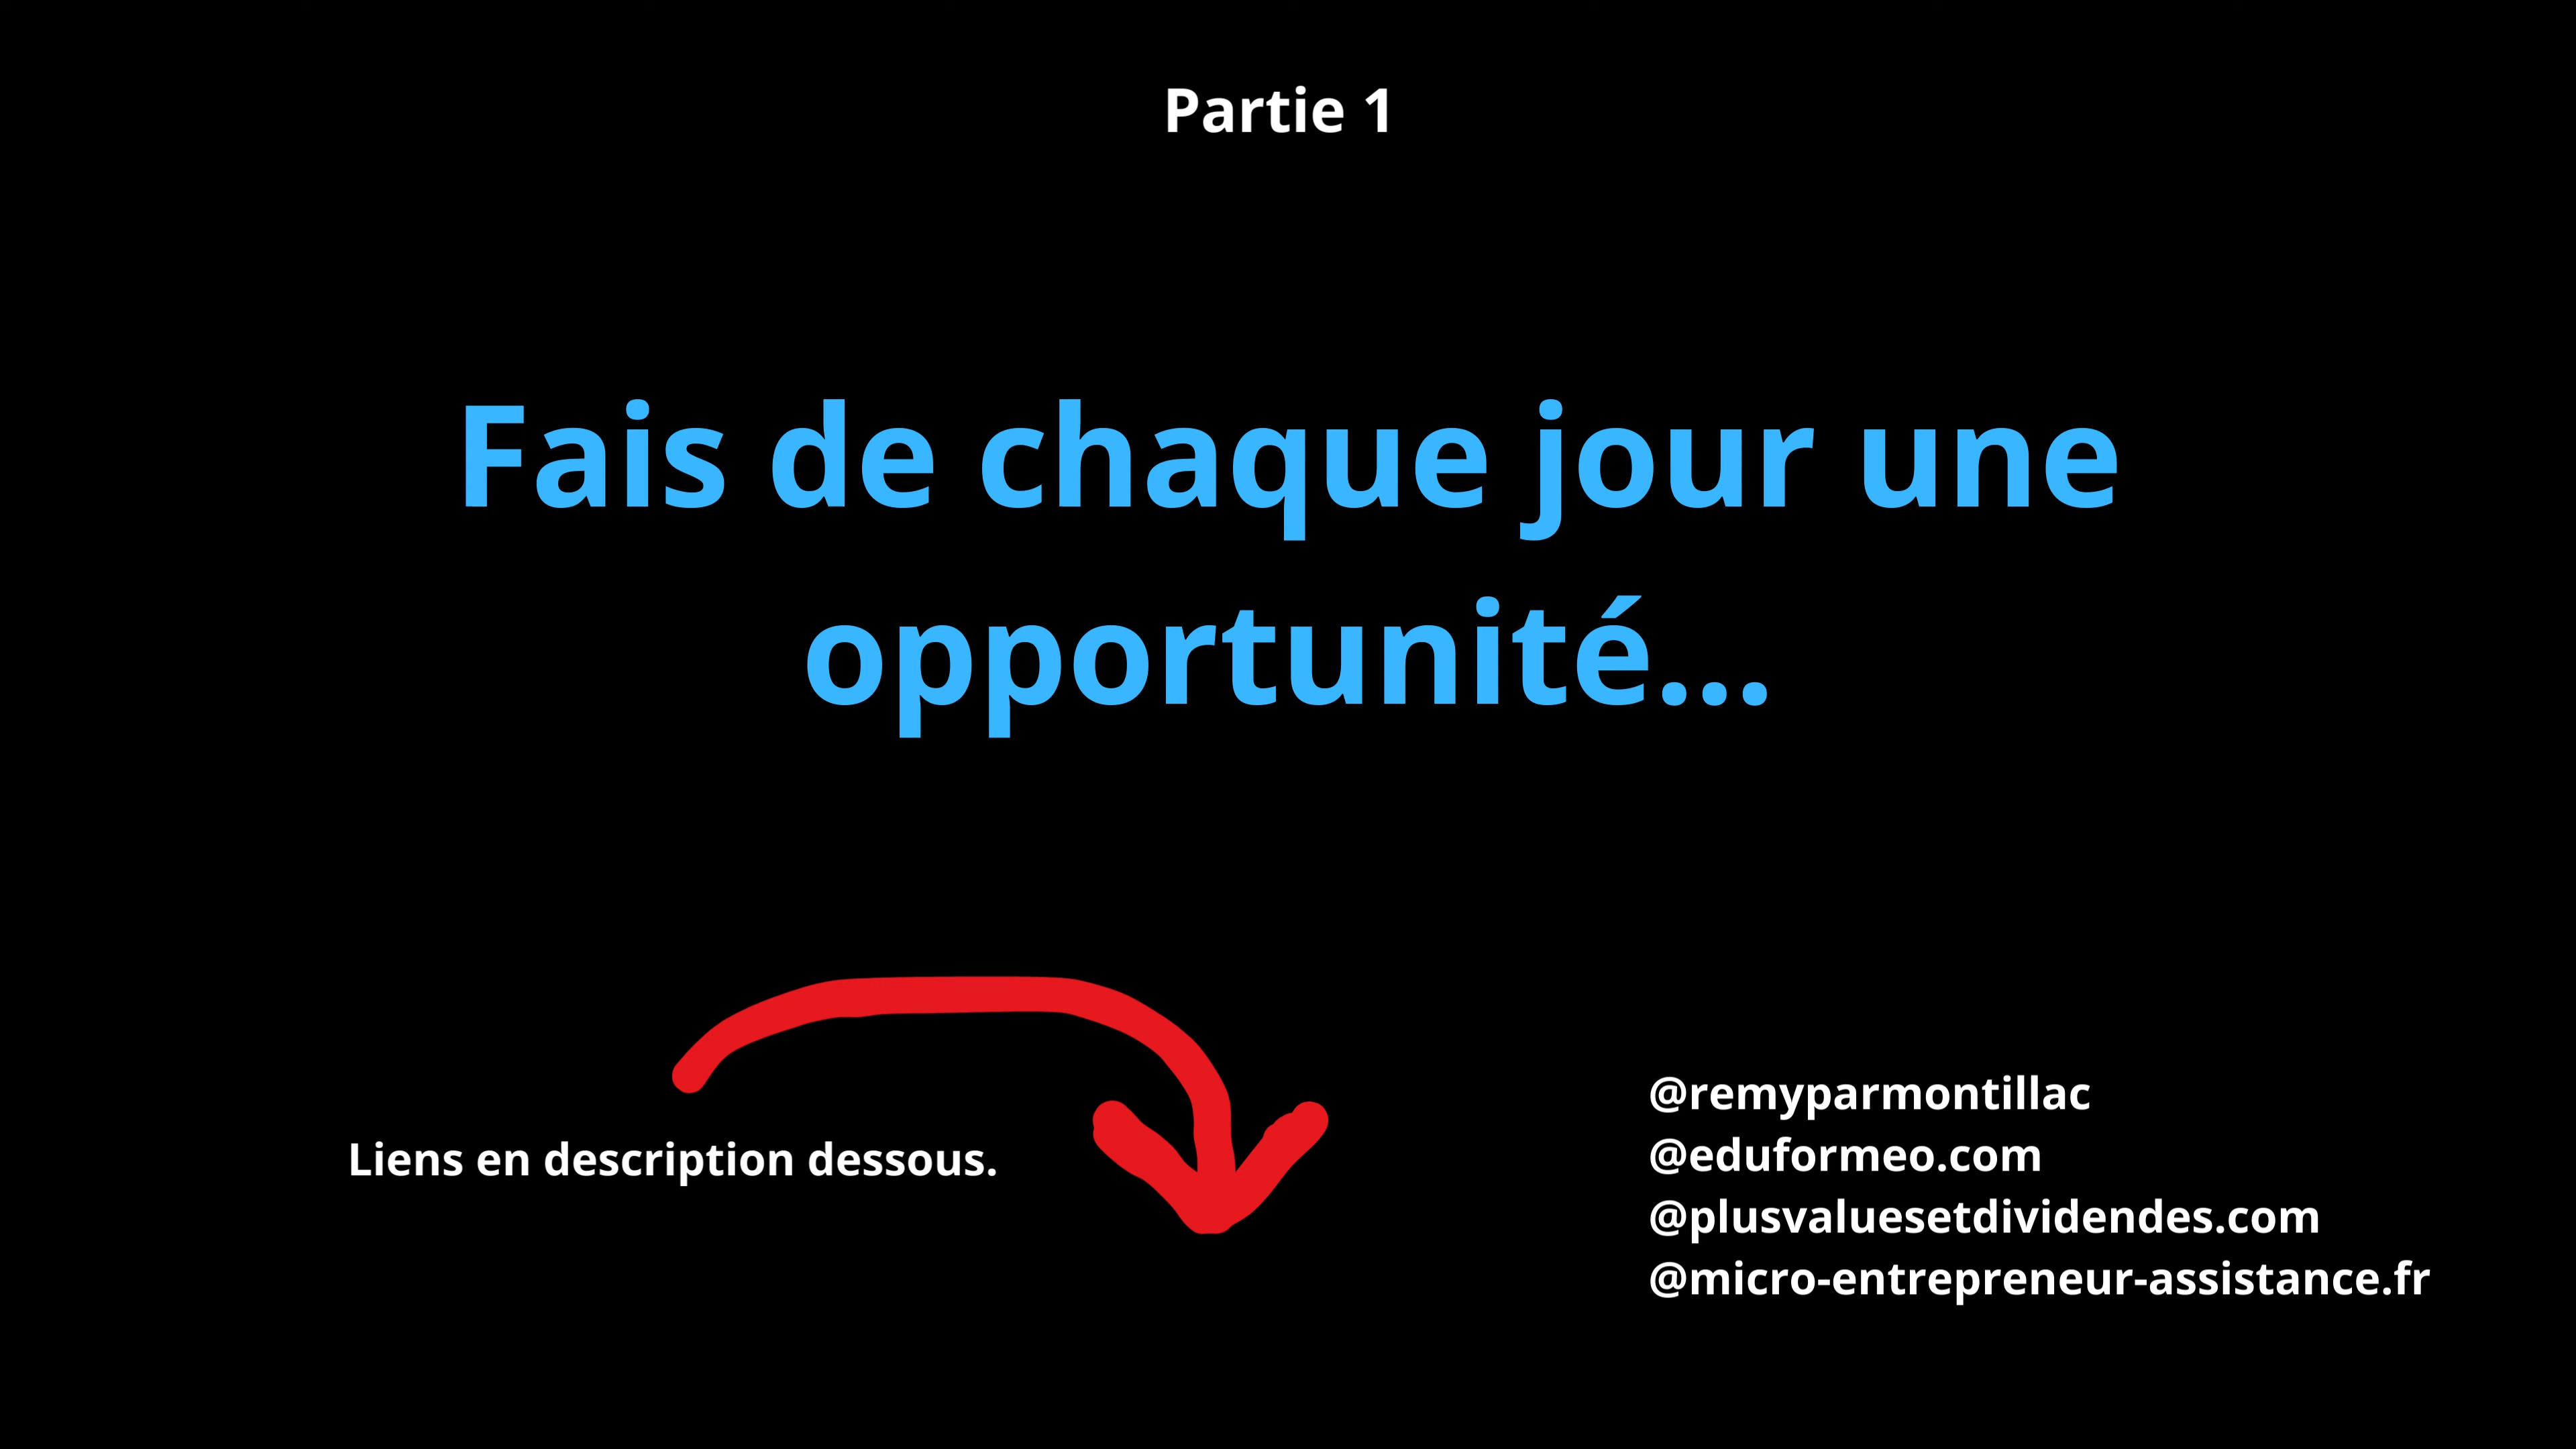 Partie 1
Fais de chaque jour une
opportunité...
Liens en description dessous.
@remyparmontillac
@eduformeo.com
@plusvaluesetdividendes.com
@micro-entrepreneur-assistance.fr